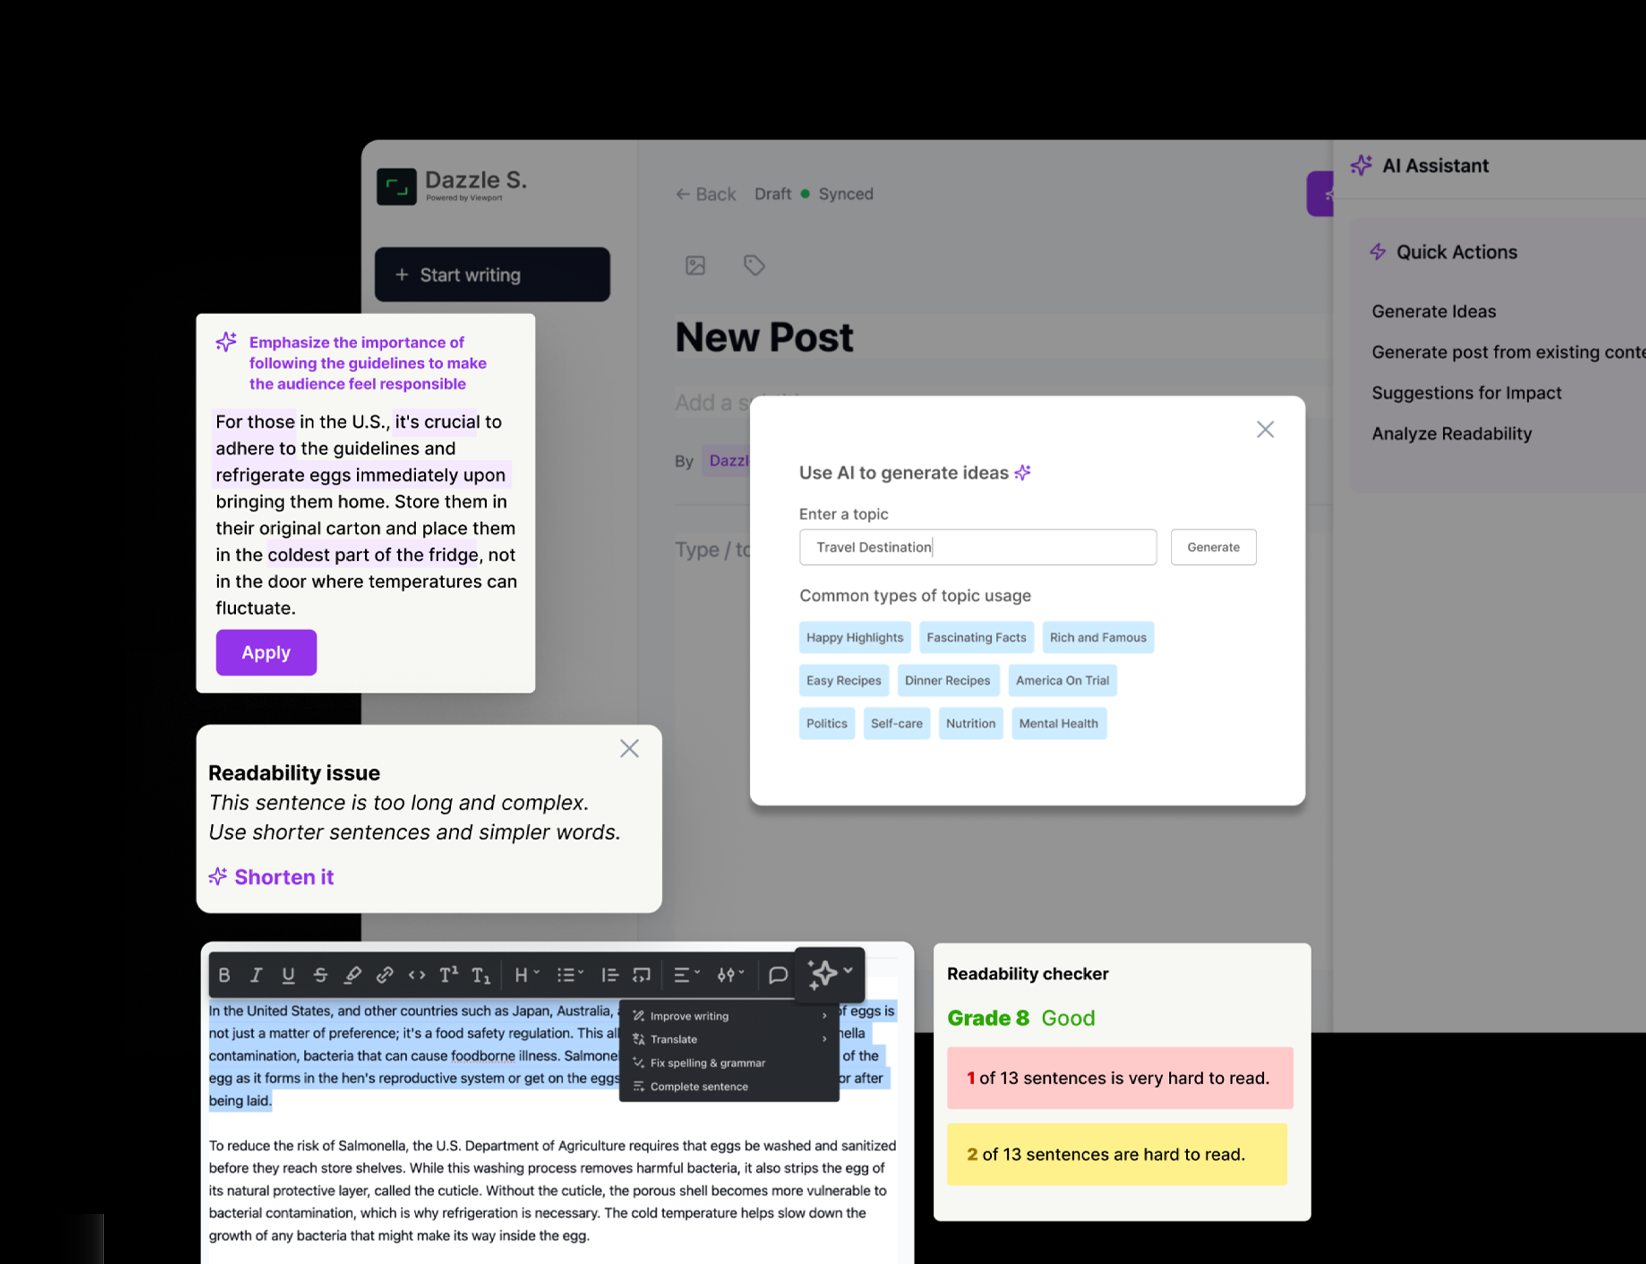 Dazzle S.
Powered by Viewport
+ Start writing
← Back Draft Synced
New Post
Add a
By Dazzl
Type / to
AI Assistant
Quick Actions
Generate Ideas
Generate post from existing conte
Suggestions for Impact
Analyze Readability
Emphasize the importance of
following the guidelines to make
the audience feel responsible
For those in the U.S., it's crucial to
adhere to the guidelines and
refrigerate eggs immediately upon
bringing them home. Store them in
their original carton and place them
in the coldest part of the fridge, not
in the door where temperatures can
fluctuate.
Apply
Use AI to generate ideas
Enter a topic
Travel Destination
Generate
Common types of topic usage
Happy Highlights Fascinating Facts Rich and Famous
Easy Recipes Dinner Recipes America On Trial
Politics Self-care Nutrition Mental Health
Readability issue
This sentence is too long and complex.
Use shorter sentences and simpler words.
Shorten it
B I U S <> T¹ T₁ H
In the United States, and other countries such as Japan, Australia, of eggs is
not just a matter of preference; it's a food safety regulation. This all nella
contamination, bacteria that can cause foodborne illness. Salmonel of the
egg as it forms in the hen's reproductive system or get on the eggs or after
being laid.
Improve writing
Translate
Fix spelling & grammar
Complete sentence
To reduce the risk of Salmonella, the U.S. Department of Agriculture requires that eggs be washed and sanitized
before they reach store shelves. While this washing process removes harmful bacteria, it also strips the egg of
its natural protective layer, called the cuticle. Without the cuticle, the porous shell becomes more vulnerable to
bacterial contamination, which is why refrigeration is necessary. The cold temperature helps slow down the
growth of any bacteria that might make its way inside the egg.
Readability checker
Grade 8 Good
1 of 13 sentences is very hard to read.
2 of 13 sentences are hard to read.